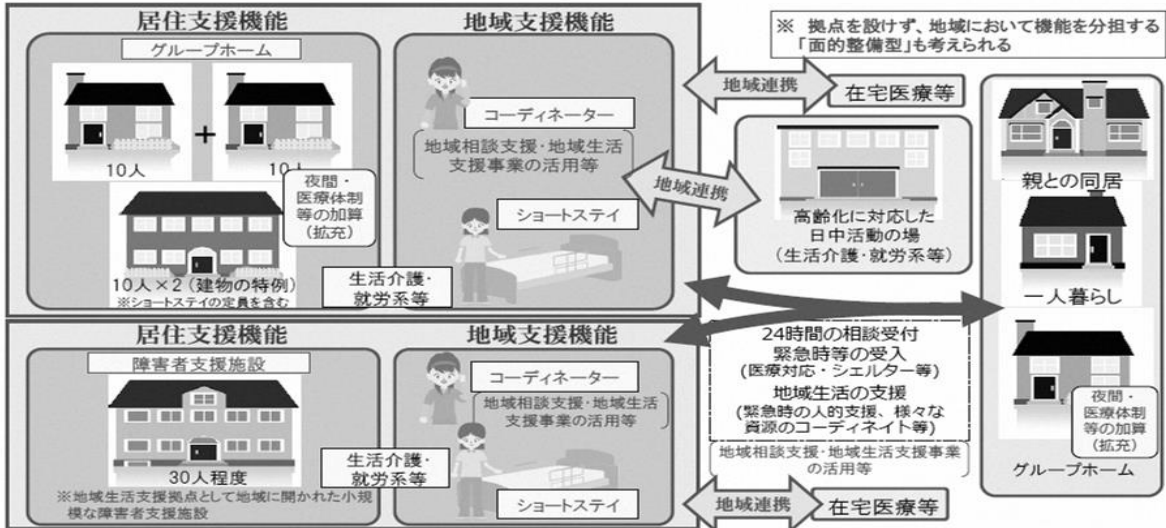 居住支援機能
グループホーム
10人
+
10人
夜間・
医療体制
等の加算
(拡充)
10人×2(建物の特例)
※ショートステイの定員を含む
地域支援機能
コーディネーター
地域相談支援・地域生活
支援事業の活用等
ショートステイ
生活介護・
就労系等
居住支援機能
障害者支援施設
30人程度
※地域生活支援拠点として地域に開かれた小規
模な障害者支援施設
地域支援機能
コーディネーター
地域相談支援・地域生活
支援事業の活用等
生活介護・
就労系等
ショートステイ
※ 拠点を設けず、地域において機能を分担する
「面的整備型」も考えられる
地域連携
在宅医療等
地域連携
高齢化に対応した
日中活動の場
(生活介護・就労系等)
24時間の相談受付
緊急時等の受入
(医療対応・シェルター等)
地域生活の支援
(緊急時の人的支援、様々な
資源のコーディネイト等)
地域相談支援・地域生活支援事業
の活用等
地域連携
在宅医療等
親との同居
一人暮らし
夜間・
医療体制
等の加算
(拡充)
グループホーム